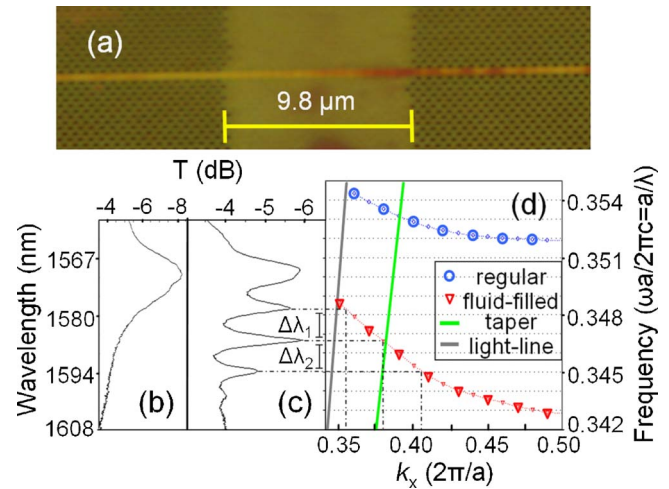 (a)
9.8 μm
T (dB)
-4 -6 -8 -4 -5 -6
Wavelength (nm)
1567
1580
1594
1608
(b)
(c)
Δλ1
Δλ2
(d)
regular
fluid-filled
taper
light-line
0.354
0.351
0.348
0.345
0.342
Frequency (ωa/2πc=a/λ)
0.35 0.40 0.45 0.50
kx (2π/a)